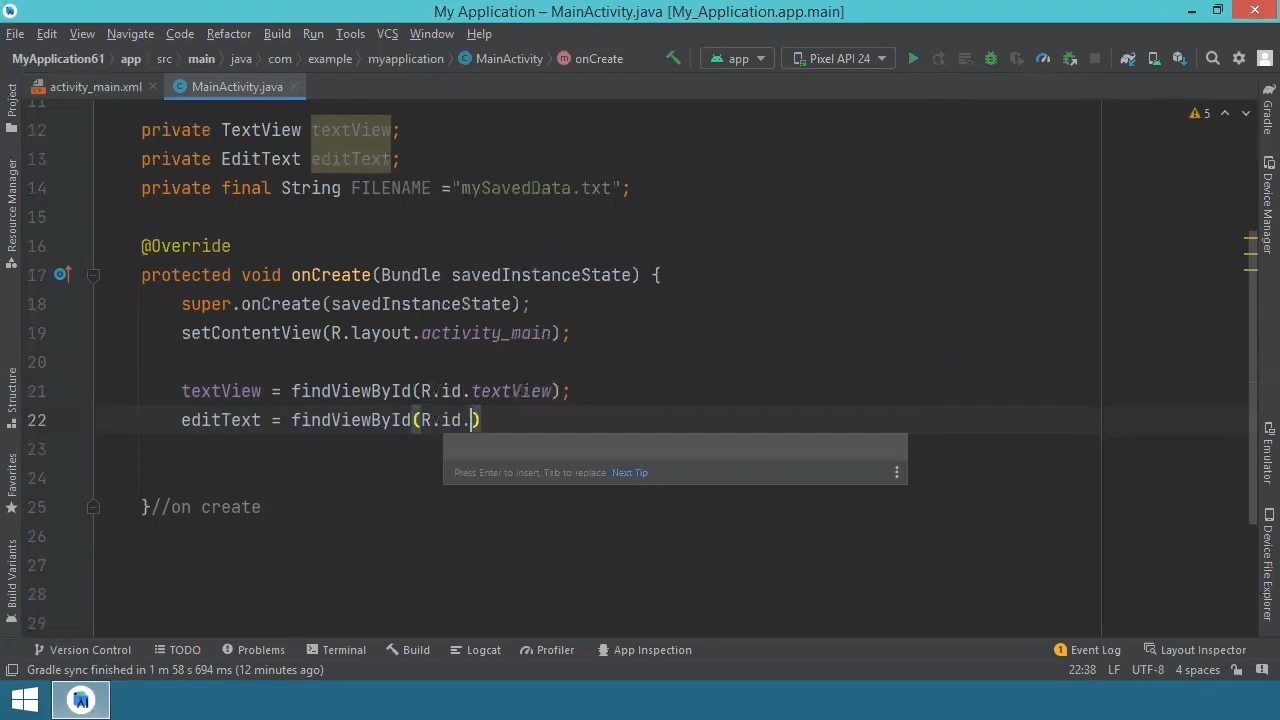 My Application – MainActivity.java [My_Application.app.main]
File Edit View Navigate Code Refactor Build Run Tools VCS Window Help
MyApplication61 app src main java com example myapplication MainActivity onCreate app Pixel API 24
activity_main.xml MainActivity.java
11
12 private TextView textView;
13 private EditText editText;
14 private final String FILENAME ="mySavedData.txt";
15
16 @Override
17 protected void onCreate(Bundle savedInstanceState) {
18 super.onCreate(savedInstanceState);
19 setContentView(R.layout.activity_main);
20
21 textView = findViewById(R.id.textView);
22 editText = findViewById(R.id.)
23
24
25 }//on create
26
27
28
29
Press Enter to insert, Tab to replace Next Tip
5
Project
Resource Manager
Structure
Favorites
Build Variants
Gradle
Device Manager
Emulator
Device File Explorer
Version Control TODO Problems Terminal Build Logcat Profiler App Inspection 1 Event Log Layout Inspector
Gradle sync finished in 1 m 58 s 694 ms (12 minutes ago) 22:38 LF UTF-8 4 spaces